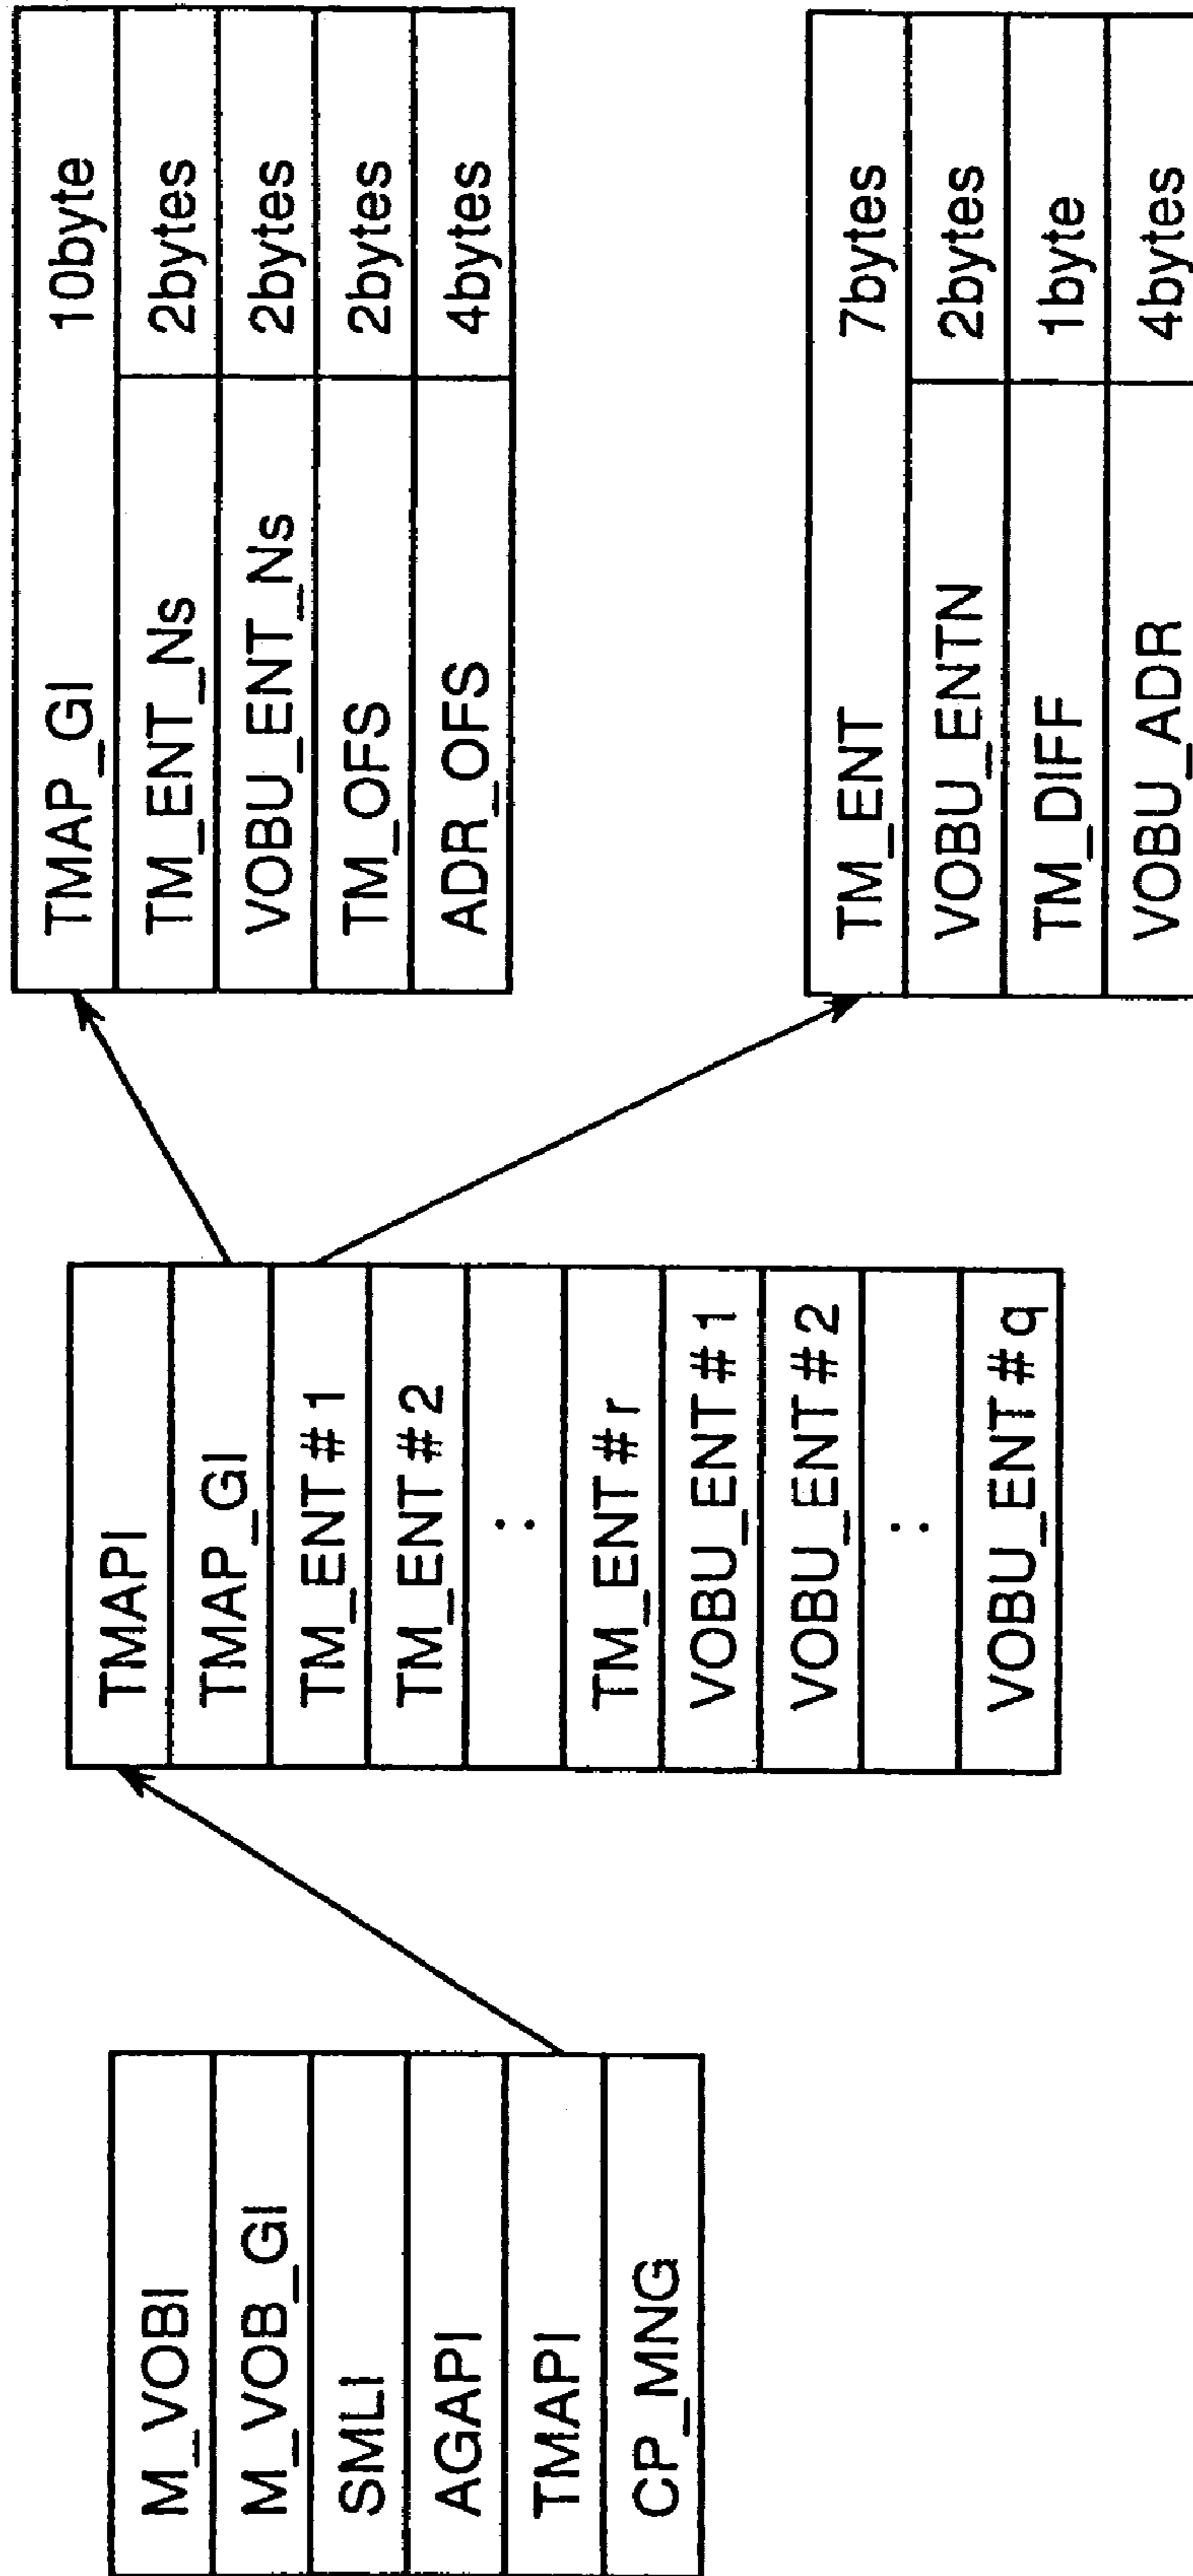 M_VOBI
M_VOB_GI
SMLI
AGAPI
TMAPI
CP_MNG
TMAPI
TMAP_GI
TM_ENT#1
TM_ENT#2
:
TM_ENT#r
VOBU_ENT#1
VOBU_ENT#2
:
VOBU_ENT#q
TMAP_GI 10byte
TM_ENT_Ns 2bytes
VOBU_ENT_Ns 2bytes
TM_OFS 2bytes
ADR_OFS 4bytes
TM_ENT 7bytes
VOBU_ENTN 2bytes
TM_DIFF 1byte
VOBU_ADR 4bytes